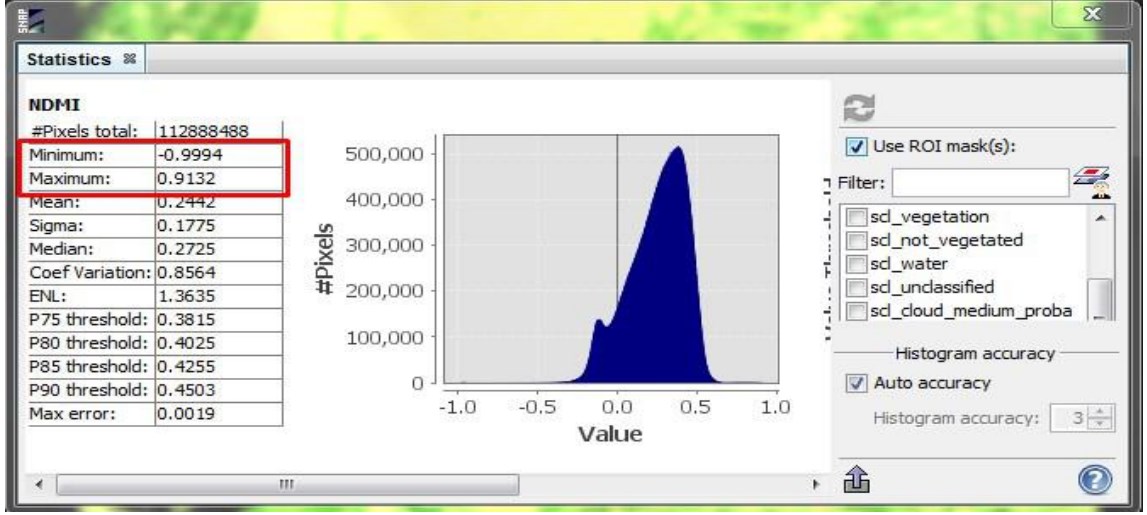 SNAP
Statistics
NDMI
#Pixels total: 112888488
Minimum: -0.9994
Maximum: 0.9132
Mean: 0.2442
Sigma: 0.1775
Median: 0.2725
Coef Variation: 0.8564
ENL: 1.3635
P75 threshold: 0.3815
P80 threshold: 0.4025
P85 threshold: 0.4255
P90 threshold: 0.4503
Max error: 0.0019
#Pixels
500,000
400,000
300,000
200,000
100,000
0
-1.0 -0.5 0.0 0.5 1.0
Value
Use ROI mask(s):
Filter:
scl_vegetation
scl_not_vegetated
scl_water
scl_unclassified
scl_cloud_medium_proba
Histogram accuracy
Auto accuracy
Histogram accuracy: 3